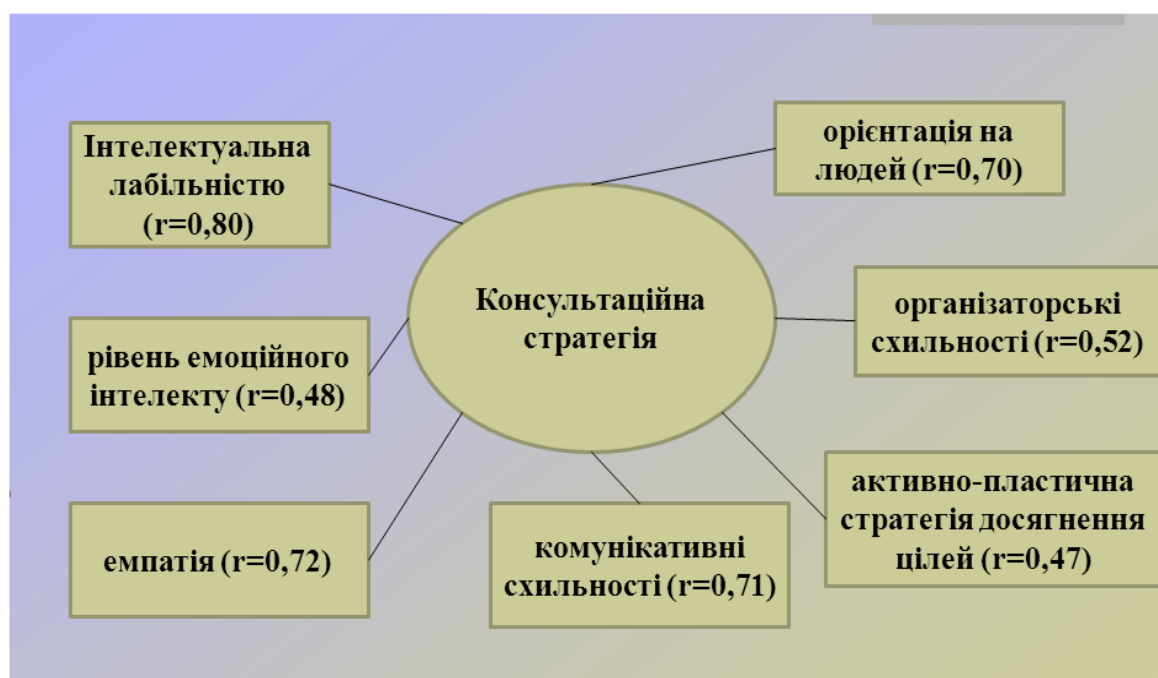 Інтелектуальна
лабільністю
(r=0,80)
орієнтація на
людей (r=0,70)
Консультаційна
стратегія
організаторські
схильності (r=0,52)
рівень емоційного
інтелекту (r=0,48)
активно-пластична
стратегія досягнення
цілей (r=0,47)
емпатія (r=0,72)
комунікативні
схильності (r=0,71)